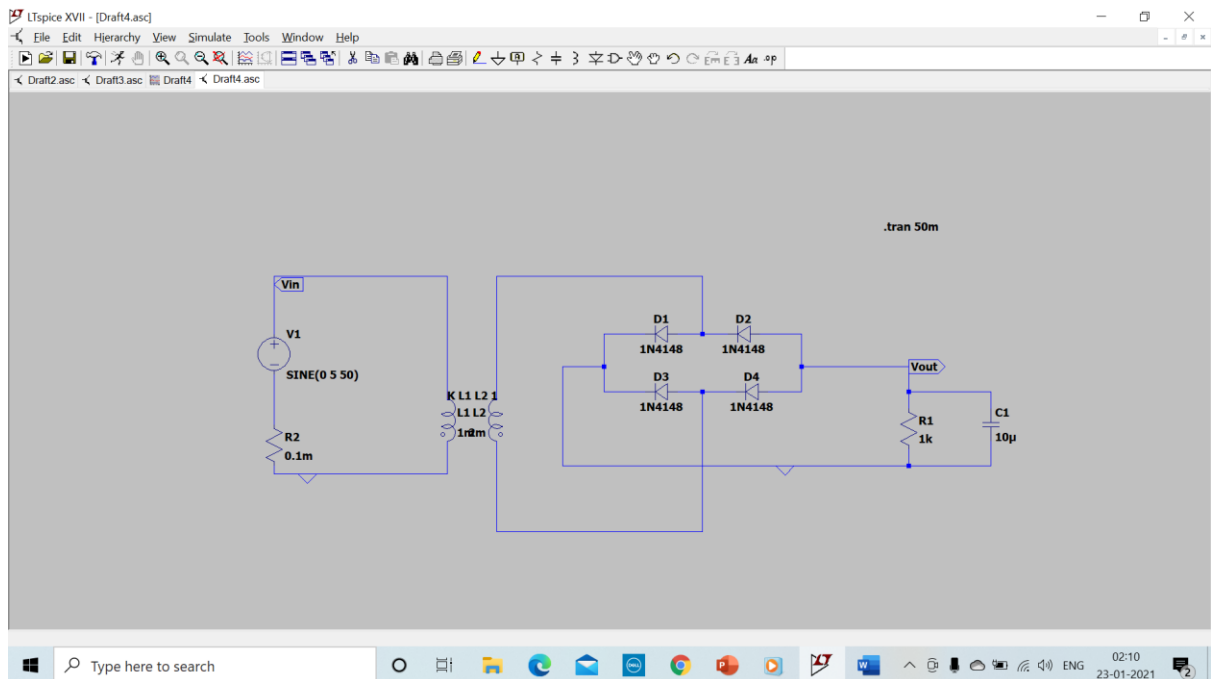 LTspice XVII - [Draft4.asc]
File Edit Hierarchy View Simulate Tools Window Help
Draft2.asc Draft3.asc Draft4 Draft4.asc
.tran 50m
Vin
V1
SINE(0 5 50)
R2
0.1m
K L1 L2 1
L1 L2
1m 2m
D1 D2
1N4148 1N4148
D3 D4
1N4148 1N4148
Vout
R1
1k
C1
10µ
Type here to search
ENG
02:10
23-01-2021
2